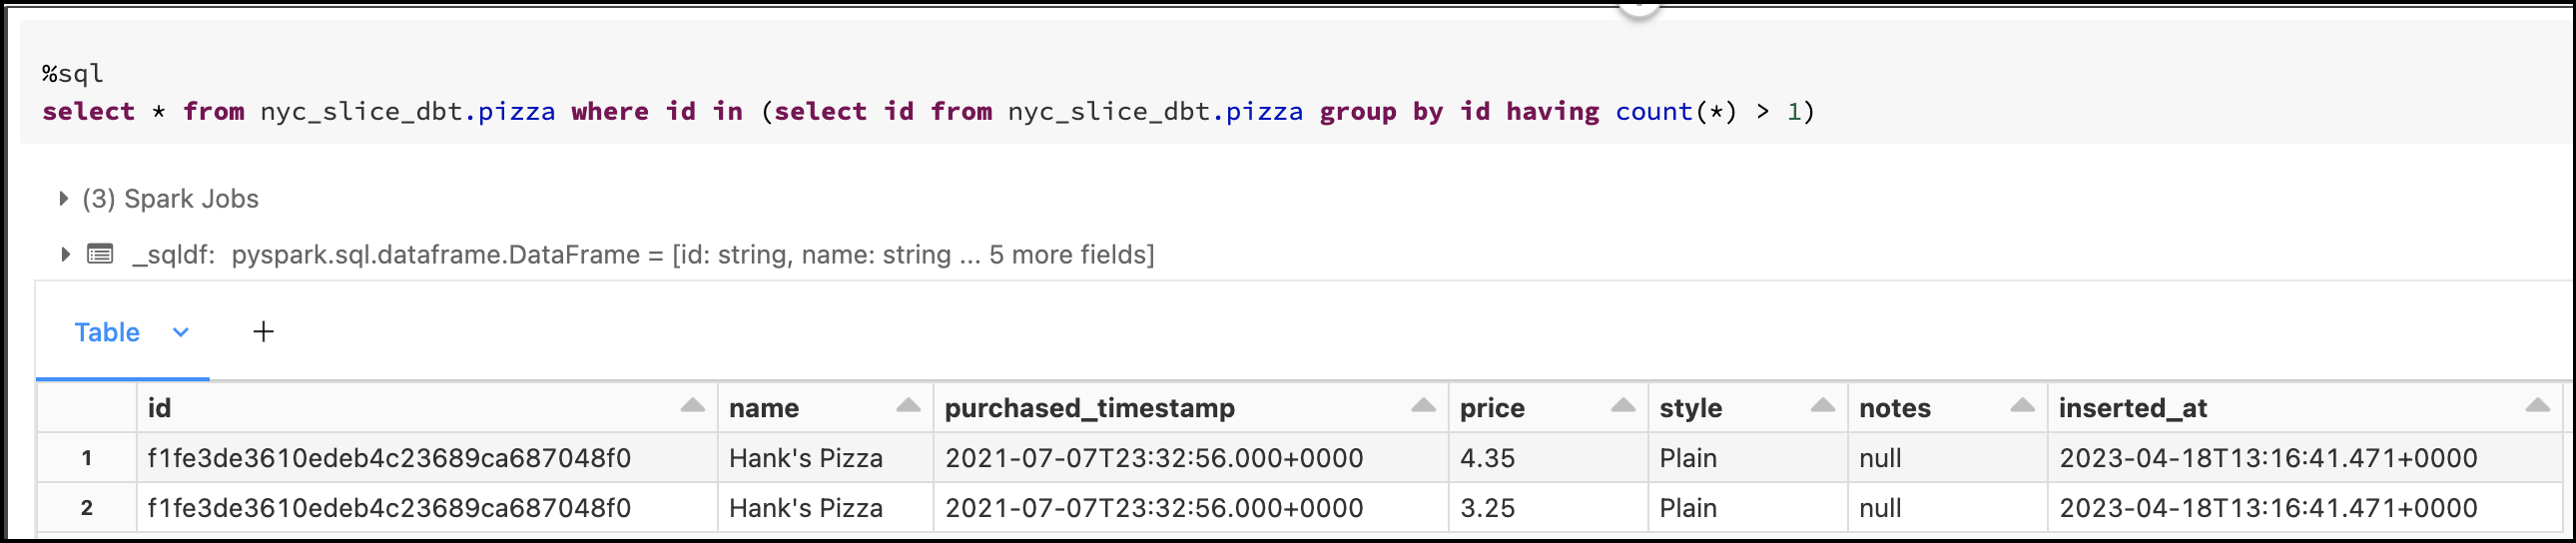 %sql
select * from nyc_slice_dbt.pizza where id in (select id from nyc_slice_dbt.pizza group by id having count(*) > 1)
(3) Spark Jobs
_sqldf: pyspark.sql.dataframe.DataFrame = [id: string, name: string ... 5 more fields]
Table +
id name purchased_timestamp price style notes inserted_at
1 f1fe3de3610edeb4c23689ca687048f0 Hank's Pizza 2021-07-07T23:32:56.000+0000 4.35 Plain null 2023-04-18T13:16:41.471+0000
2 f1fe3de3610edeb4c23689ca687048f0 Hank's Pizza 2021-07-07T23:32:56.000+0000 3.25 Plain null 2023-04-18T13:16:41.471+0000